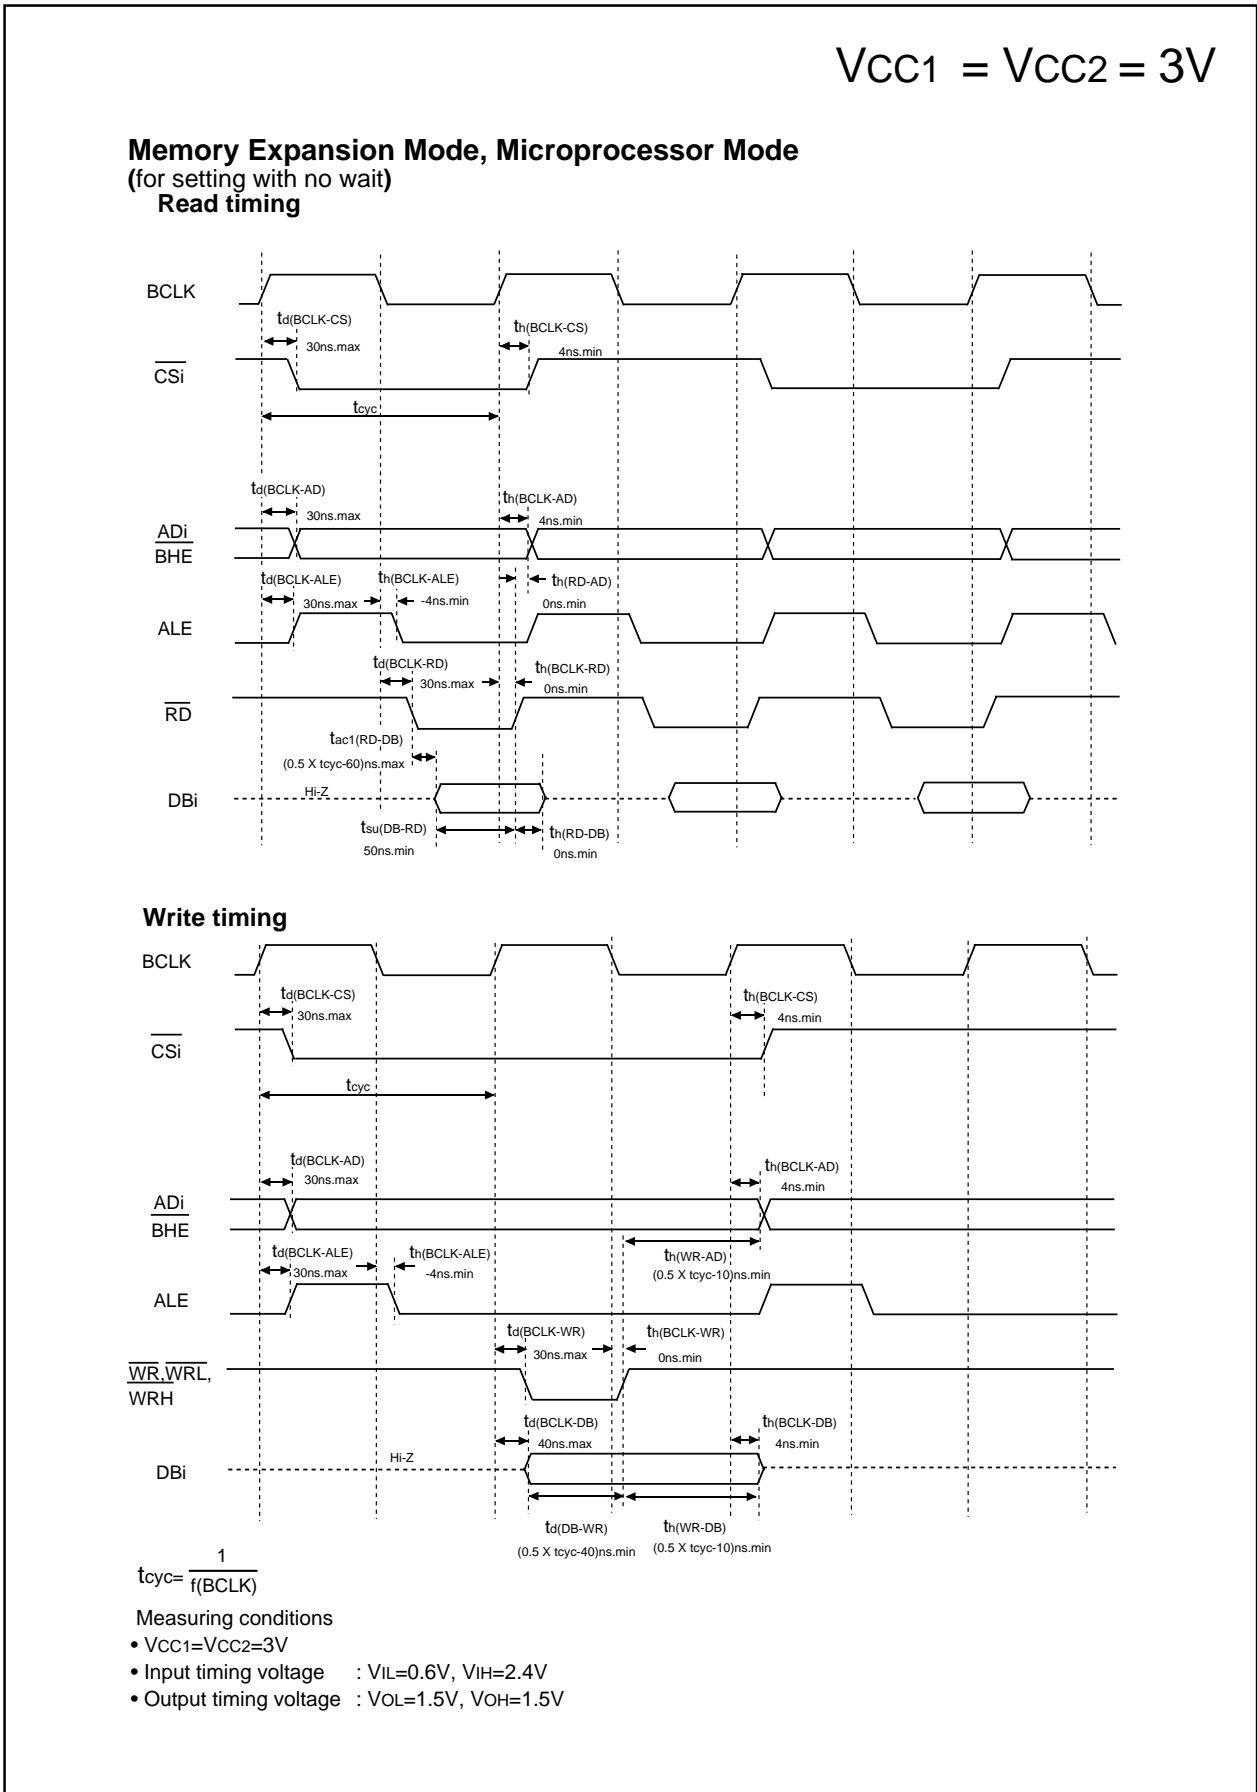 VCC1 = VCC2 = 3V
Memory Expansion Mode, Microprocessor Mode
(for setting with no wait)
Read timing
BCLK
td(BCLK-CS)
30ns.max
th(BCLK-CS)
4ns.min
CSi
tcyc
td(BCLK-AD)
30ns.max
th(BCLK-AD)
4ns.min
ADi
BHE
td(BCLK-ALE)
30ns.max
th(BCLK-ALE)
-4ns.min
th(RD-AD)
0ns.min
ALE
td(BCLK-RD)
30ns.max
th(BCLK-RD)
0ns.min
RD
tac1(RD-DB)
(0.5 X tcyc-60)ns.max
DBi
Hi-Z
tsu(DB-RD)
50ns.min
th(RD-DB)
0ns.min
Write timing
BCLK
td(BCLK-CS)
30ns.max
th(BCLK-CS)
4ns.min
CSi
tcyc
td(BCLK-AD)
30ns.max
th(BCLK-AD)
4ns.min
ADi
BHE
td(BCLK-ALE)
30ns.max
th(BCLK-ALE)
-4ns.min
th(WR-AD)
(0.5 X tcyc-10)ns.min
ALE
td(BCLK-WR)
30ns.max
th(BCLK-WR)
0ns.min
WR,WRL,
WRH
td(BCLK-DB)
40ns.max
th(BCLK-DB)
4ns.min
DBi
Hi-Z
td(DB-WR)
(0.5 X tcyc-40)ns.min
th(WR-DB)
(0.5 X tcyc-10)ns.min
tcyc= 1
f(BCLK)
Measuring conditions
• VCC1=VCC2=3V
• Input timing voltage : VIL=0.6V, VIH=2.4V
• Output timing voltage : VOL=1.5V, VOH=1.5V